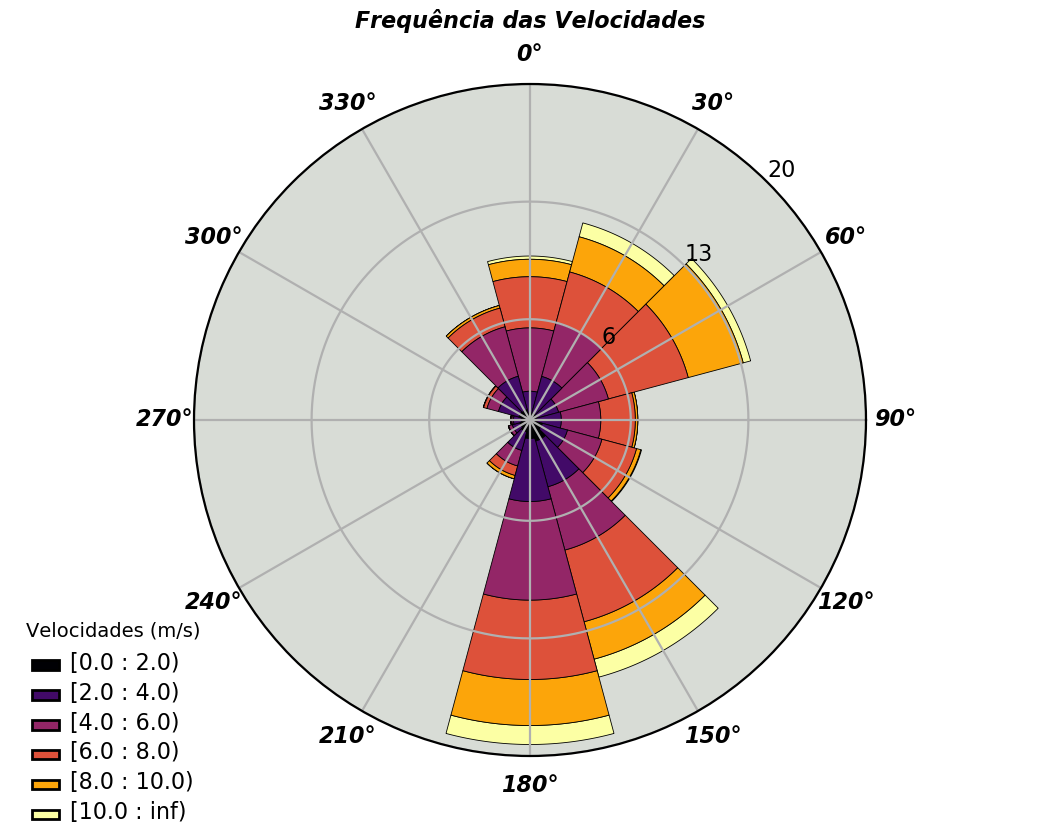 Frequência das Velocidades
0°
330°
30°
20
300°
60°
13
6
270°
90°
240°
120°
210°
150°
180°
Velocidades (m/s)
[0.0 : 2.0)
[2.0 : 4.0)
[4.0 : 6.0)
[6.0 : 8.0)
[8.0 : 10.0)
[10.0 : inf)